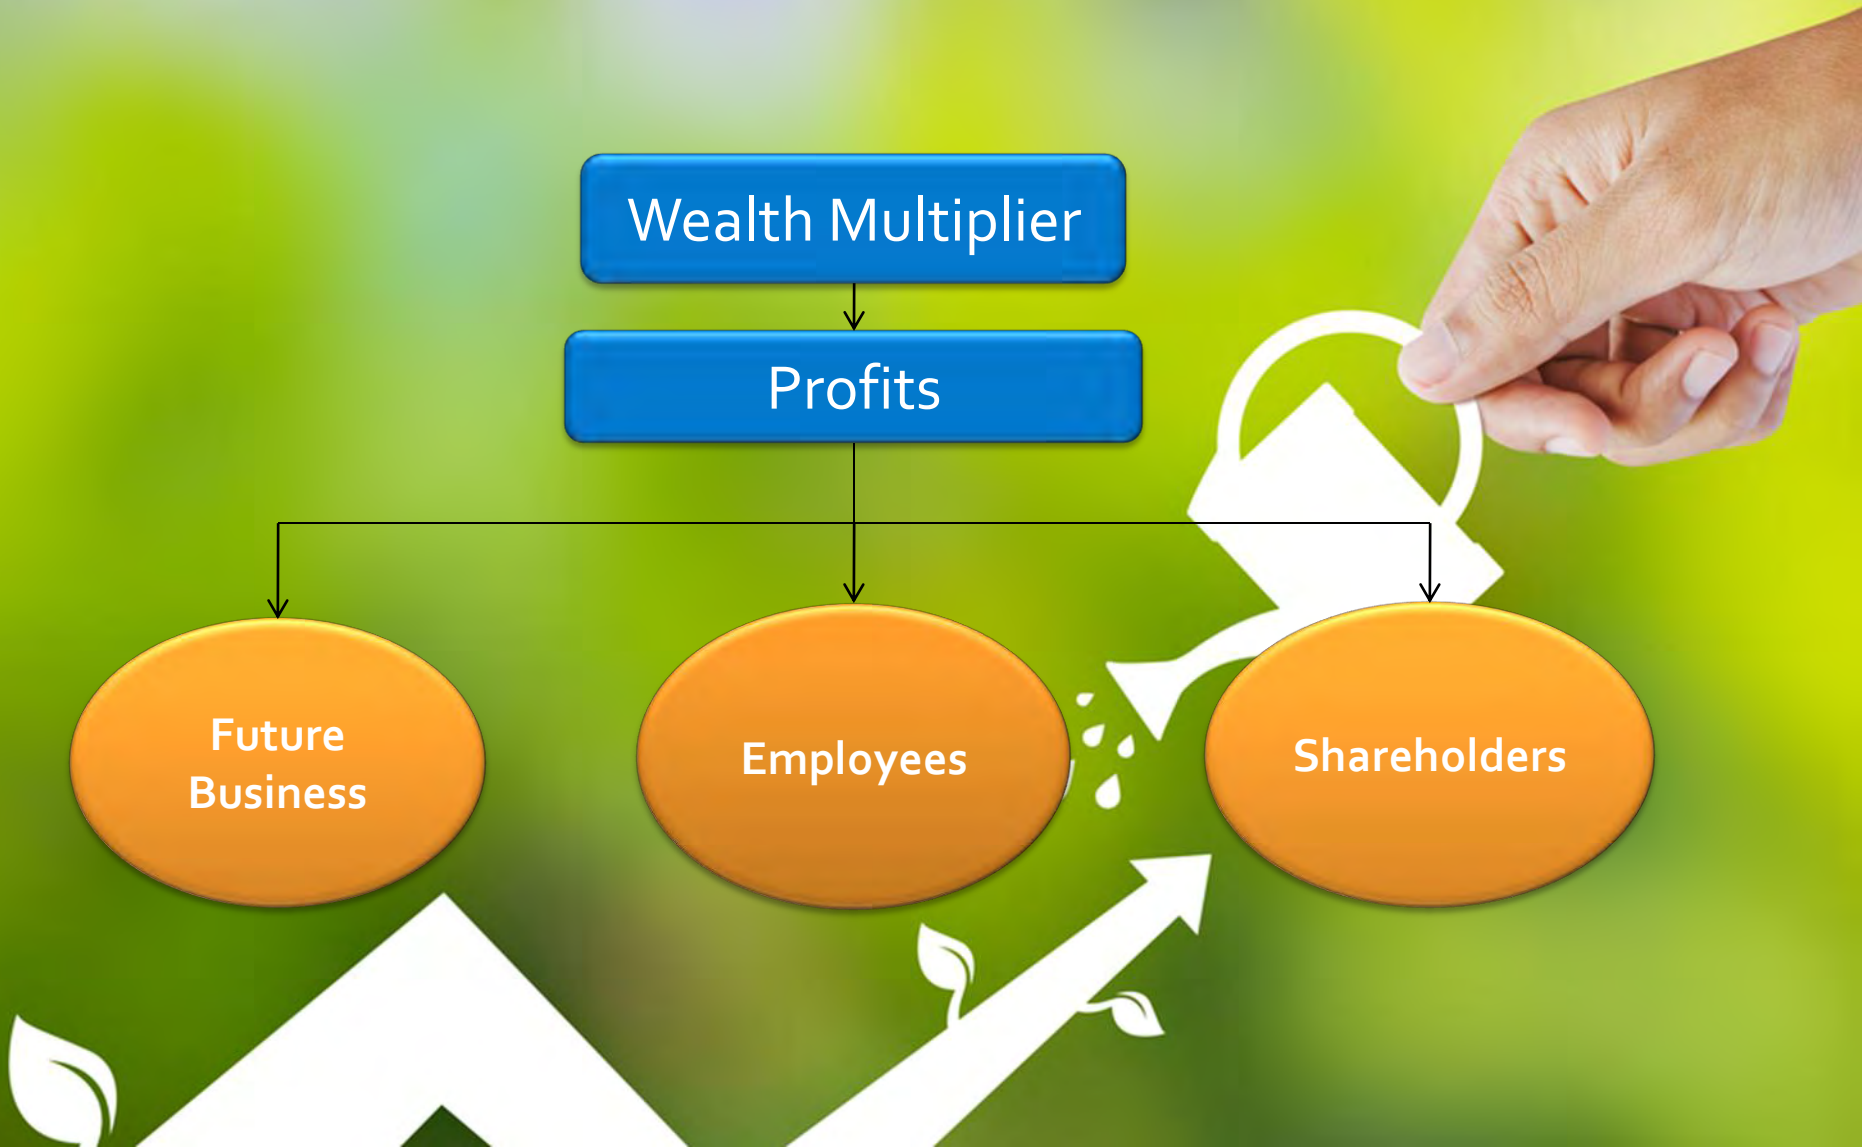 Wealth Multiplier
Profits
Future
Business
Employees
Shareholders